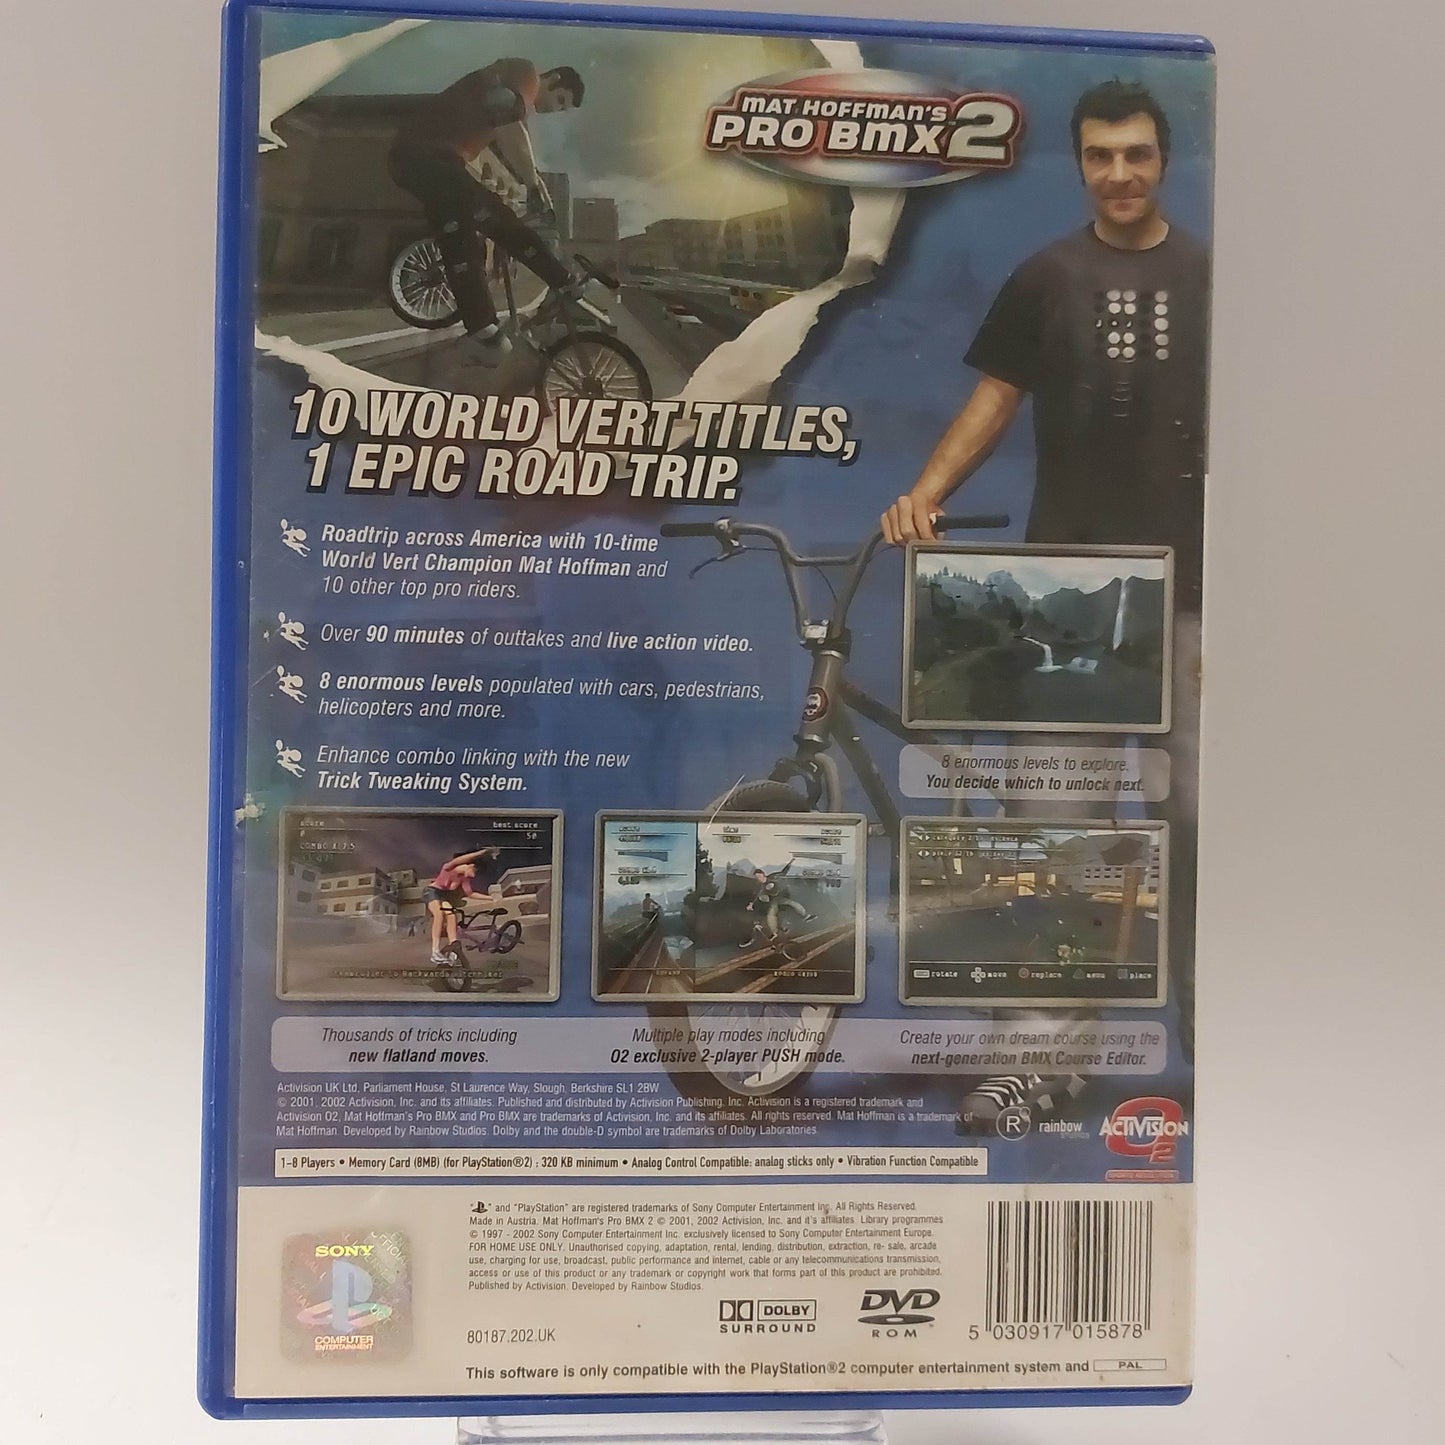 MAT HOFFMAN'S
PRO BMX 2
10 WORLD VERT TITLES,
1 EPIC ROAD TRIP.
Roadtrip across America with 10-time
World Vert Champion Mat Hoffman and
10 other top pro riders.
Over 90 minutes of outtakes and live action video.
8 enormous levels populated with cars, pedestrians,
helicopters and more.
Enhance combo linking with the new
Trick Tweaking System.
8 enormous levels to explore.
You decide which to unlock next.
score best score
50
rotate move replace menu place
Thousands of tricks including
new flatland moves.
Multiple play modes including
O2 exclusive 2-player PUSH mode.
Create your own dream course using the
next-generation BMX Course Editor.
Activision UK Ltd, Parliament House, St Laurence Way, Slough, Berkshire SL1 2BW
© 2001, 2002 Activision, Inc. and its affiliates. Published and distributed by Activision Publishing, Inc. Activision is a registered trademark and
Activision O2, Mat Hoffman's Pro BMX and Pro BMX are trademarks of Activision, Inc. and its affiliates. All rights reserved. Mat Hoffman is a trademark of
Mat Hoffman. Developed by Rainbow Studios. Dolby and the double-D symbol are trademarks of Dolby Laboratories.
R rainbow
STUDIOS
ACTIVISION
O2
1-8 Players • Memory Card (8MB) (for PlayStation®2) : 320 KB minimum • Analog Control Compatible: analog sticks only • Vibration Function Compatible
" " and "PlayStation" are registered trademarks of Sony Computer Entertainment Inc. All Rights Reserved.
Made in Austria. Mat Hoffman's Pro BMX 2 © 2001, 2002 Activision, Inc. and it's affiliates. Library programmes
© 1997 - 2002 Sony Computer Entertainment Inc. exclusively licensed to Sony Computer Entertainment Europe.
FOR HOME USE ONLY. Unauthorised copying, adaptation, rental, lending, distribution, extraction, re- sale, arcade
use, charging for use, broadcast, public performance and internet, cable or any telecommunications transmission,
access or use of this product or any trademark or copyright work that forms part of this product are prohibited.
Published by Activision. Developed by Rainbow Studios.
SONY
COMPUTER
ENTERTAINMENT
80187.202.UK
DOLBY
SURROUND
DVD
ROM
5 030917 015878
This software is only compatible with the PlayStation®2 computer entertainment system and PAL